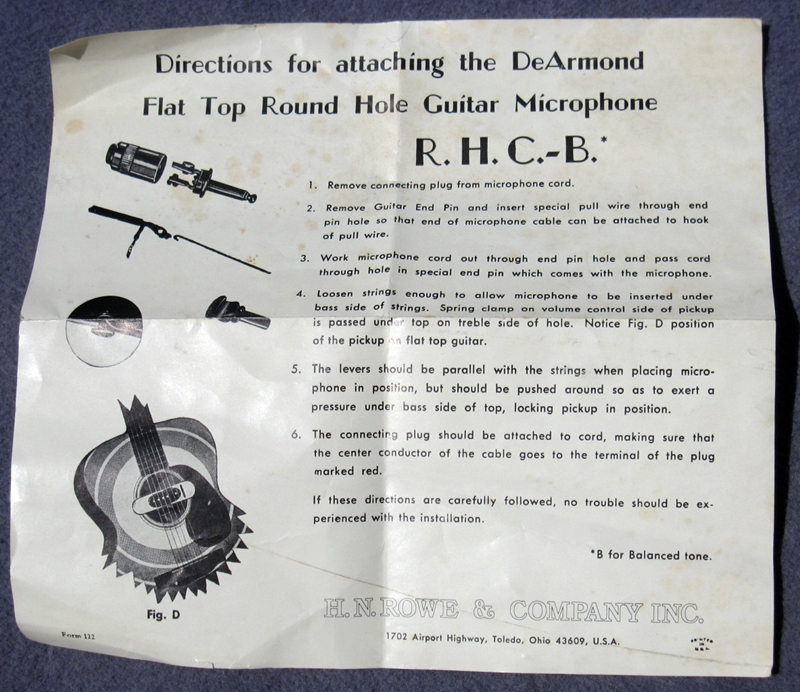 Directions for attaching the DeArmond
Flat Top Round Hole Guitar Microphone
R. H. C.-B.*
1. Remove connecting plug from microphone cord.
2. Remove Guitar End Pin and insert special pull wire through end
pin hole so that end of microphone cable can be attached to hook
of pull wire.
3. Work microphone cord out through end pin hole and pass cord
through hole in special end pin which comes with the microphone.
4. Loosen strings enough to allow microphone to be inserted under
bass side of strings. Spring clamp on volume control side of pickup
is passed under top on treble side of hole. Notice Fig. D position
of the pickup on flat top guitar.
5. The levers should be parallel with the strings when placing micro-
phone in position, but should be pushed around so as to exert a
pressure under bass side of top, locking pickup in position.
6. The connecting plug should be attached to cord, making sure that
the center conductor of the cable goes to the terminal of the plug
marked red.
If these directions are carefully followed, no trouble should be ex-
perienced with the installation.
*B for Balanced tone.
Fig. D
H. N. ROWE & COMPANY INC.
Form 122
1702 Airport Highway, Toledo, Ohio 43609, U.S.A.
PRINTED
IN
U.S.A.